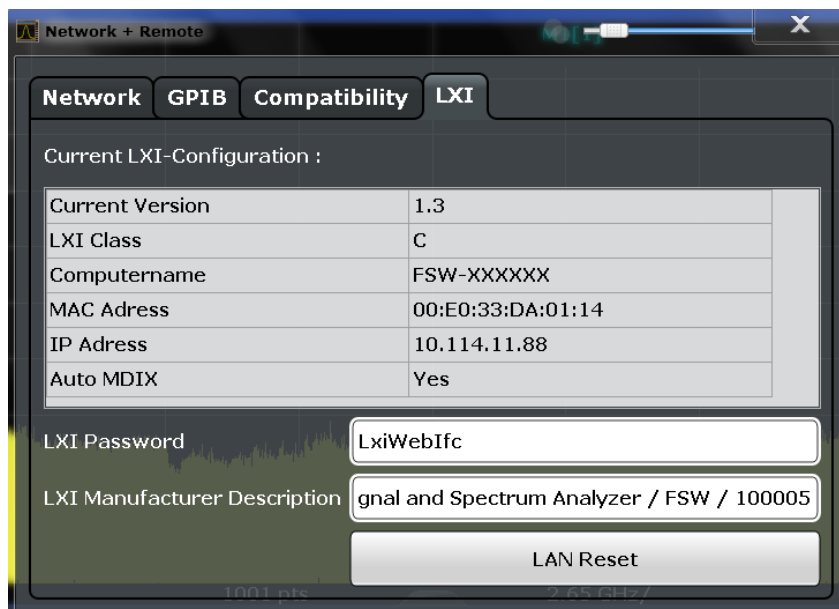 Network + Remote
X
Network GPIB Compatibility LXI
Current LXI-Configuration :
Current Version 1.3
LXI Class C
Computername FSW-XXXXXX
MAC Adress 00:E0:33:DA:01:14
IP Adress 10.114.11.88
Auto MDIX Yes
LXI Password LxiWebIfc
LXI Manufacturer Description gnal and Spectrum Analyzer / FSW / 100005
LAN Reset
1001 pts 2.65 GHz/